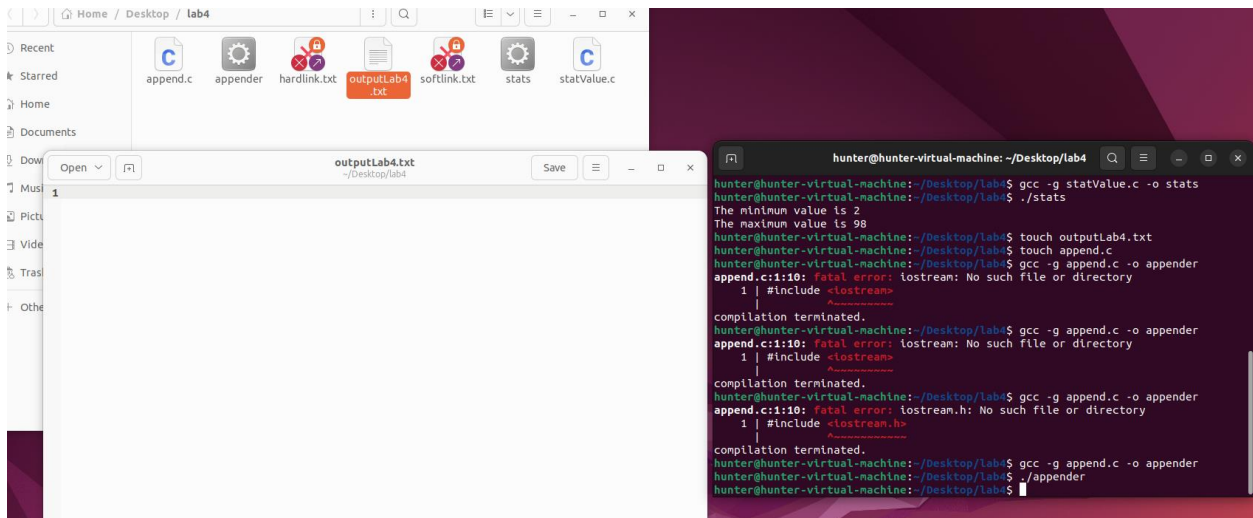 Home / Desktop / lab4
Recent
Starred
Home
Documents
append.c
appender
hardlink.txt
outputLab4
.txt
softlink.txt
stats
statValue.c
Open
outputLab4.txt
~/Desktop/lab4
Save
1
hunter@hunter-virtual-machine: ~/Desktop/lab4
hunter@hunter-virtual-machine:~/Desktop/lab4$ gcc -g statValue.c -o stats
hunter@hunter-virtual-machine:~/Desktop/lab4$ ./stats
The minimum value is 2
The maximum value is 98
hunter@hunter-virtual-machine:~/Desktop/lab4$ touch outputLab4.txt
hunter@hunter-virtual-machine:~/Desktop/lab4$ touch append.c
hunter@hunter-virtual-machine:~/Desktop/lab4$ gcc -g append.c -o appender
append.c:1:10: fatal error: iostream: No such file or directory
1 | #include <iostream>
| ^~~~~~~~~~
compilation terminated.
hunter@hunter-virtual-machine:~/Desktop/lab4$ gcc -g append.c -o appender
append.c:1:10: fatal error: iostream: No such file or directory
1 | #include <iostream>
| ^~~~~~~~~~
compilation terminated.
hunter@hunter-virtual-machine:~/Desktop/lab4$ gcc -g append.c -o appender
append.c:1:10: fatal error: iostream.h: No such file or directory
1 | #include <iostream.h>
| ^~~~~~~~~~~~
compilation terminated.
hunter@hunter-virtual-machine:~/Desktop/lab4$ gcc -g append.c -o appender
hunter@hunter-virtual-machine:~/Desktop/lab4$ ./appender
hunter@hunter-virtual-machine:~/Desktop/lab4$